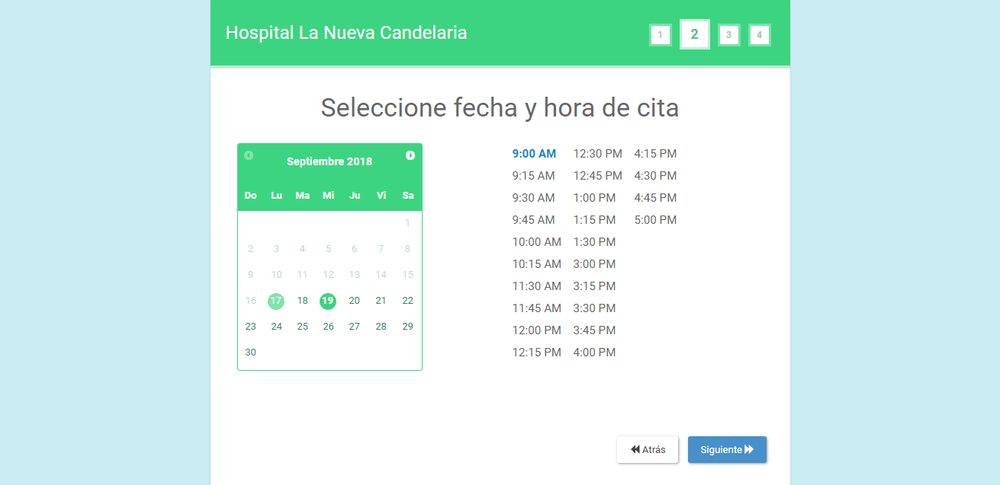 Hospital La Nueva Candelaria
1 2 3 4
Seleccione fecha y hora de cita
Septiembre 2018
Do Lu Ma Mi Ju Vi Sa
1
2 3 4 5 6 7 8
9 10 11 12 13 14 15
16 17 18 19 20 21 22
23 24 25 26 27 28 29
30
9:00 AM 12:30 PM 4:15 PM
9:15 AM 12:45 PM 4:30 PM
9:30 AM 1:00 PM 4:45 PM
9:45 AM 1:15 PM 5:00 PM
10:00 AM 1:30 PM
10:15 AM 3:00 PM
11:30 AM 3:15 PM
11:45 AM 3:30 PM
12:00 PM 3:45 PM
12:15 PM 4:00 PM
Atrás Siguiente